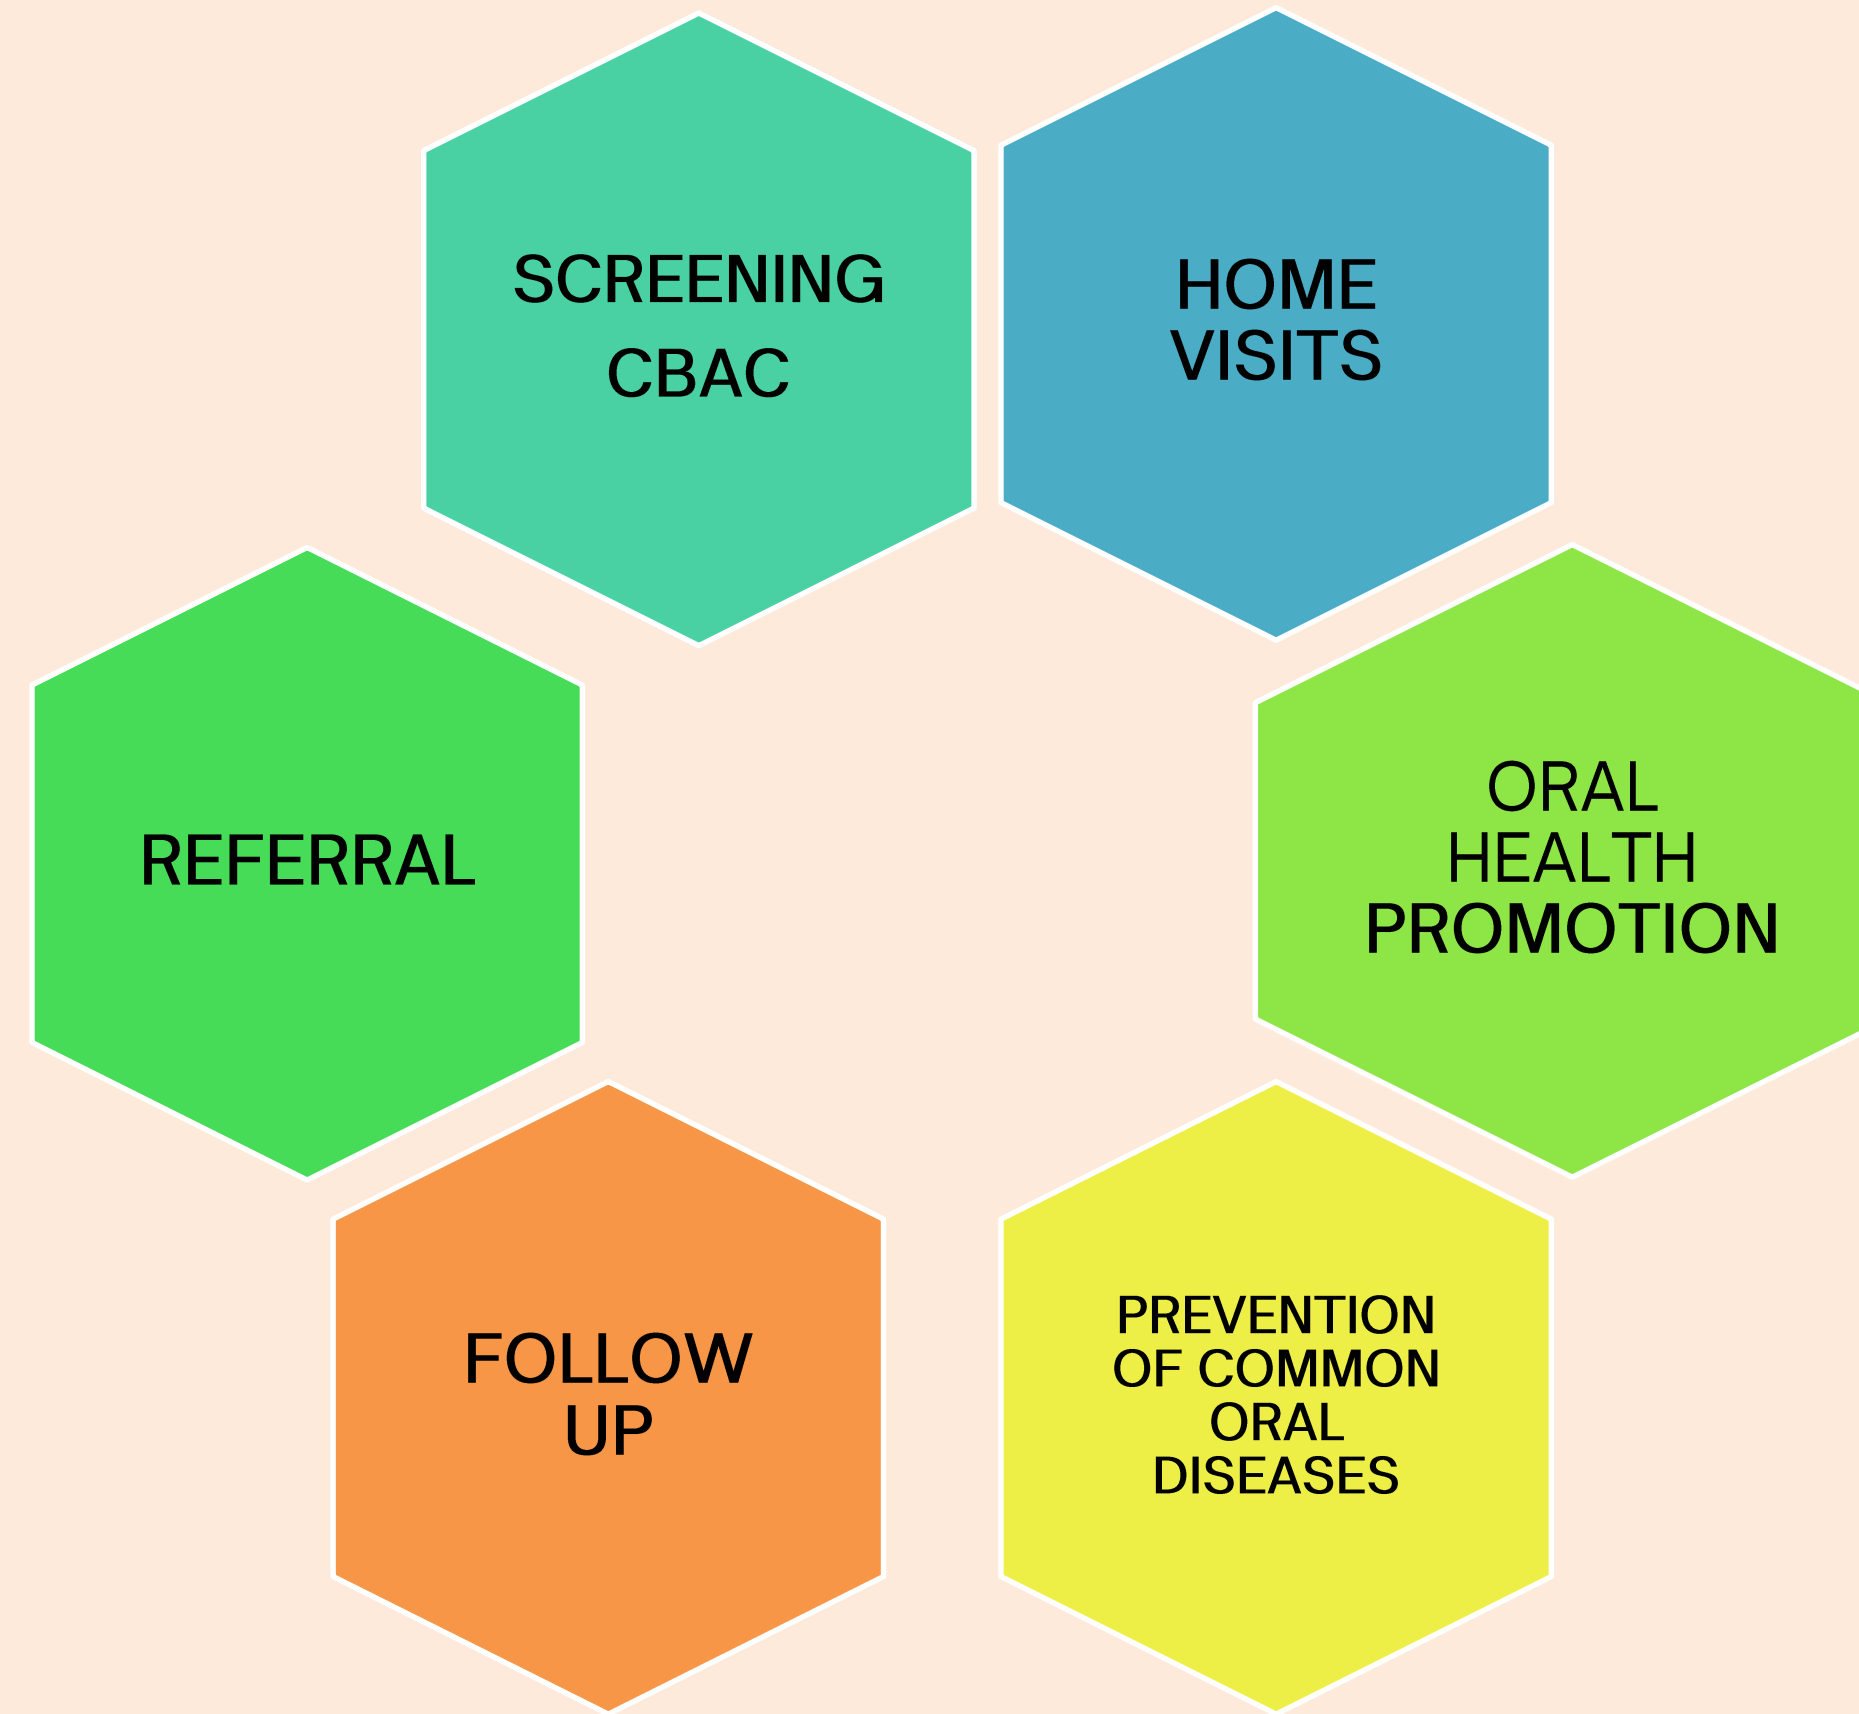 SCREENING
CBAC
HOME
VISITS
REFERRAL
ORAL
HEALTH
PROMOTION
FOLLOW
UP
PREVENTION
OF COMMON
ORAL
DISEASES